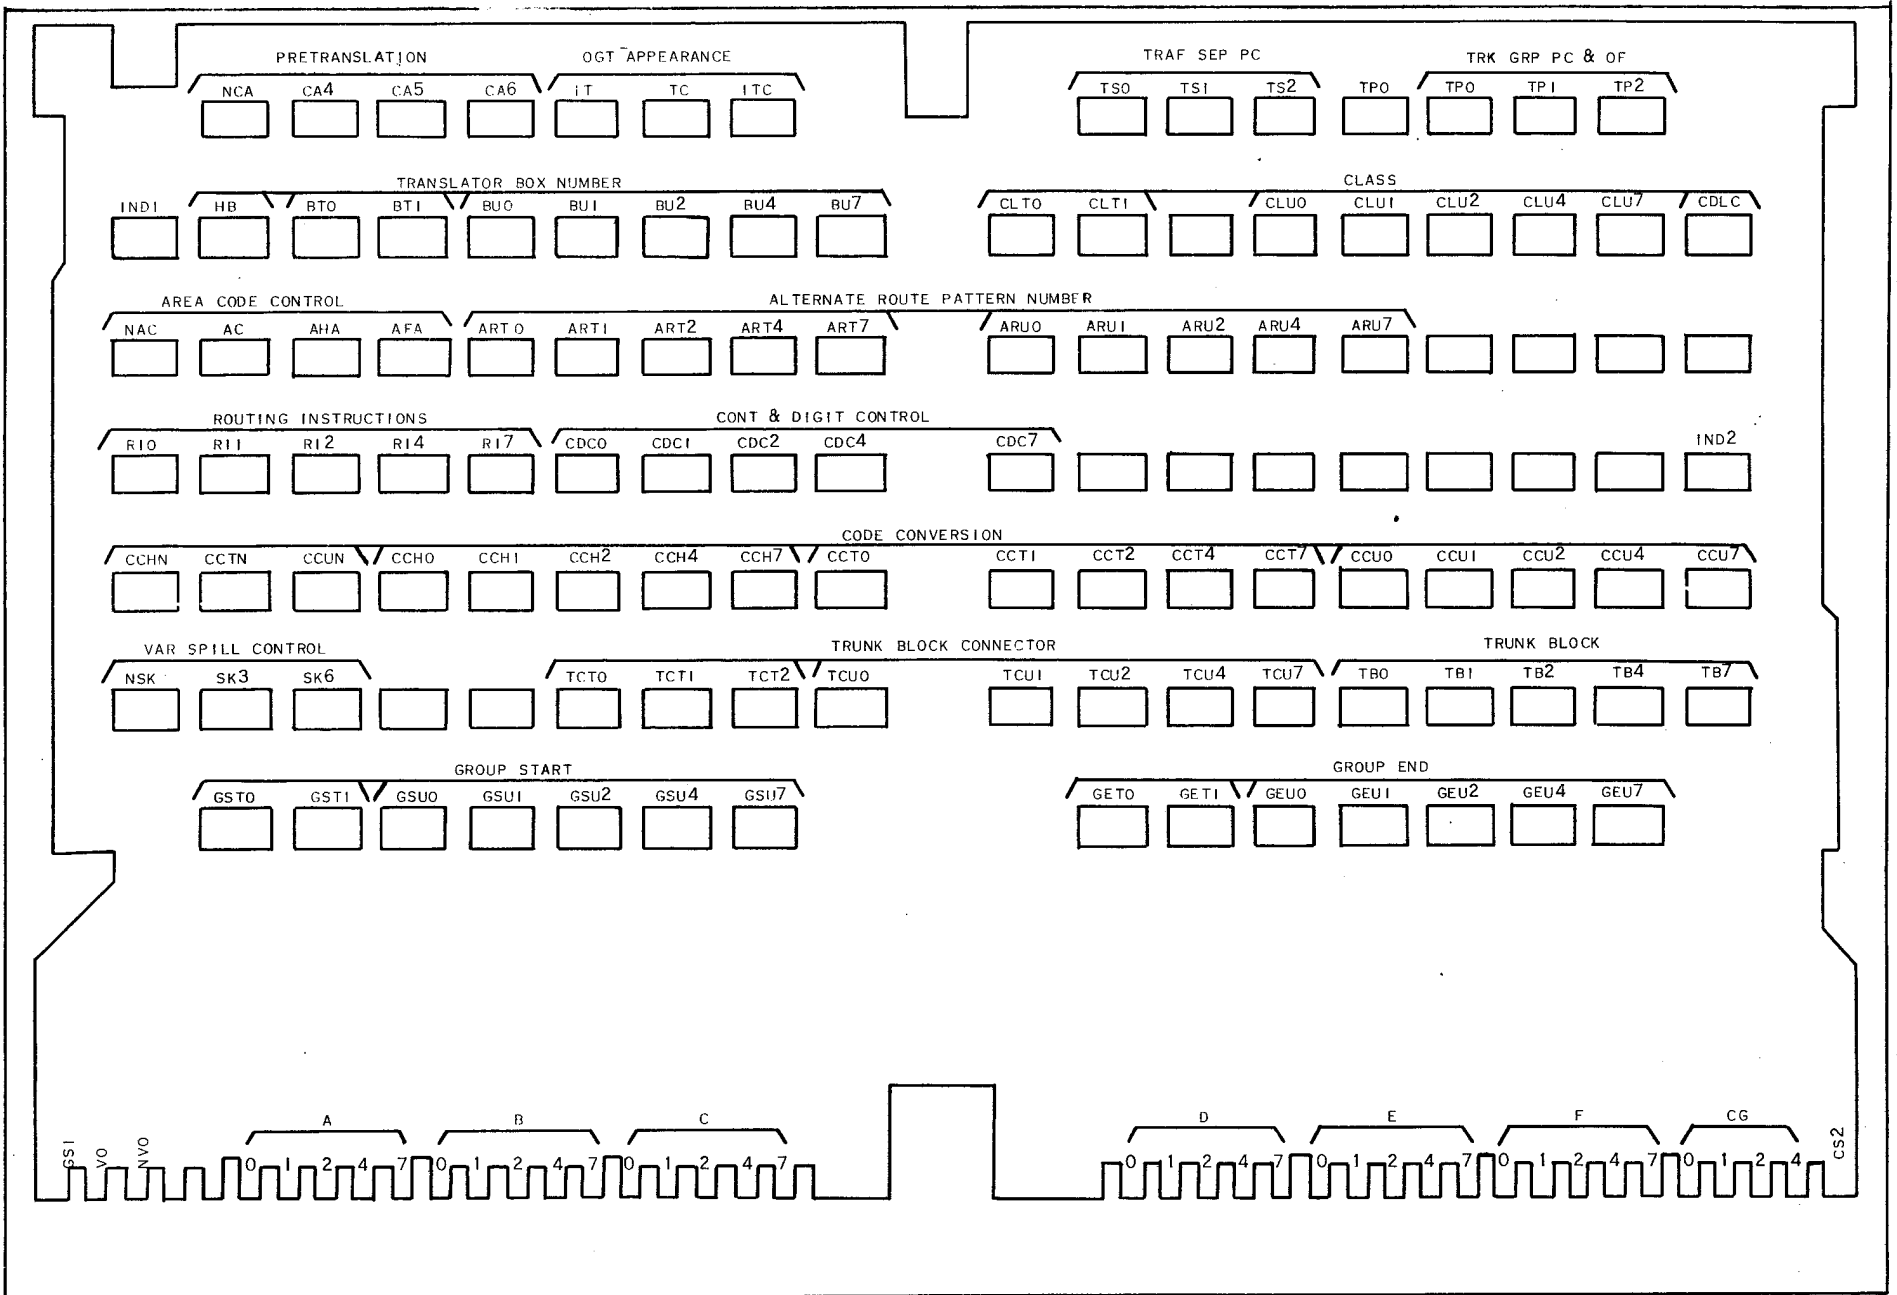 PRETRANSLATION OGT APPEARANCE TRAF SEP PC TRK GRP PC & OF
NCA CA4 CA5 CA6 IT TC ITC TS0 TS1 TS2 TP0 TP0 TP1 TP2
TRANSLATOR BOX NUMBER CLASS
IND1 HB BT0 BT1 BU0 BU1 BU2 BU4 BU7 CLT0 CLT1 CLU0 CLU1 CLU2 CLU4 CLU7 CDLC
AREA CODE CONTROL ALTERNATE ROUTE PATTERN NUMBER
NAC AC AHA AFA ART0 ART1 ART2 ART4 ART7 ARU0 ARU1 ARU2 ARU4 ARU7
ROUTING INSTRUCTIONS CONT & DIGIT CONTROL
RI0 RI1 RI2 RI4 RI7 CDC0 CDC1 CDC2 CDC4 CDC7 IND2
CODE CONVERSION
CCHN CCTN CCUN CCH0 CCH1 CCH2 CCH4 CCH7 CCT0 CCT1 CCT2 CCT4 CCT7 CCU0 CCU1 CCU2 CCU4 CCU7
VAR SPILL CONTROL TRUNK BLOCK CONNECTOR TRUNK BLOCK
NSK SK3 SK6 TCT0 TCT1 TCT2 TCU0 TCU1 TCU2 TCU4 TCU7 TB0 TB1 TB2 TB4 TB7
GROUP START GROUP END
GST0 GST1 GSU0 GSU1 GSU2 GSU4 GSU7 GET0 GET1 GEU0 GEU1 GEU2 GEU4 GEU7
A B C D E F CG
GS1 VO NVO 0 1 2 4 7 0 1 2 4 7 0 1 2 4 7 0 1 2 4 7 0 1 2 4 7 0 1 2 4 7 0 1 2 4 CS2